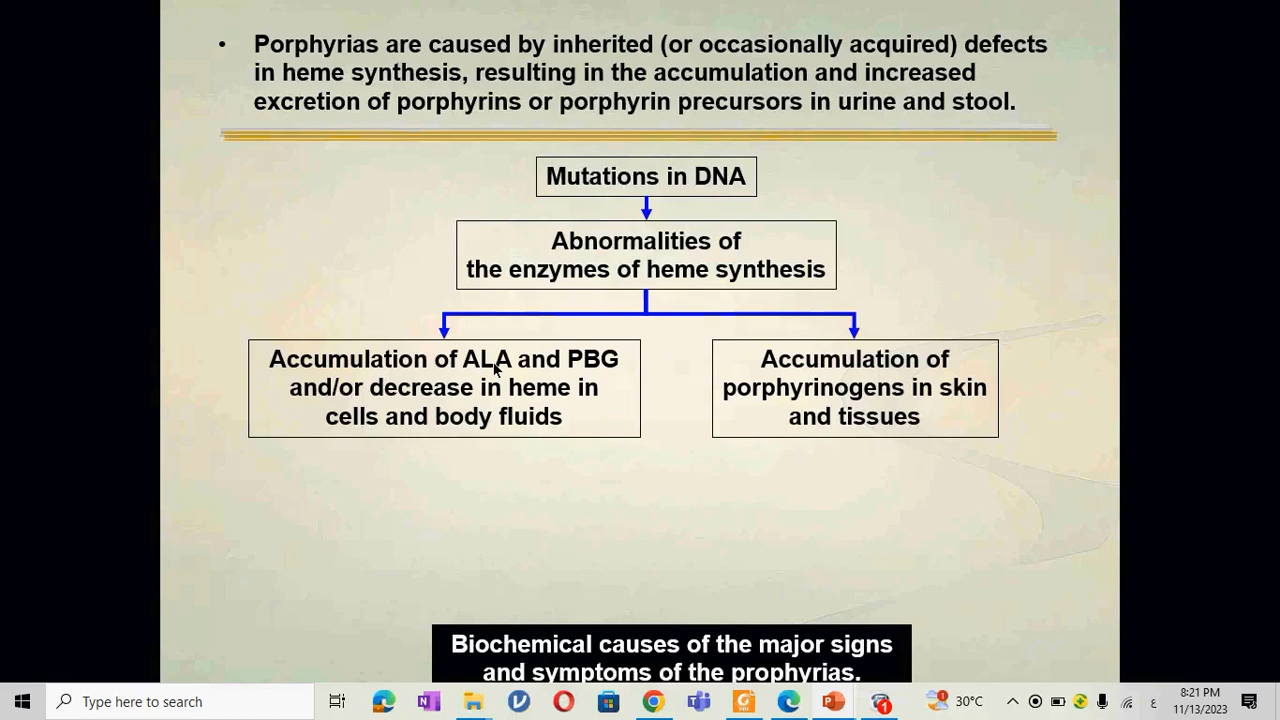 • Porphyrias are caused by inherited (or occasionally acquired) defects
in heme synthesis, resulting in the accumulation and increased
excretion of porphyrins or porphyrin precursors in urine and stool.
Mutations in DNA
Abnormalities of
the enzymes of heme synthesis
Accumulation of ALA and PBG
and/or decrease in heme in
cells and body fluids
Accumulation of
porphyrinogens in skin
and tissues
Biochemical causes of the major signs
and symptoms of the prophyrias.
Type here to search
1
1
30°C
ع
8:21 PM
11/13/2023